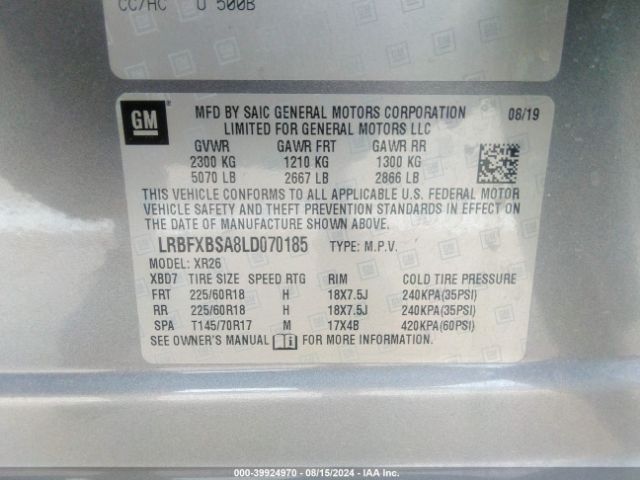 CC/HC U 500B
GM
MFD BY SAIC GENERAL MOTORS CORPORATION 08/19
LIMITED FOR GENERAL MOTORS LLC
GVWR GAWR FRT GAWR RR
2300 KG 1210 KG 1300 KG
5070 LB 2667 LB 2866 LB
THIS VEHICLE CONFORMS TO ALL APPLICABLE U.S. FEDERAL MOTOR
VEHICLE SAFETY AND THEFT PREVENTION STANDARDS IN EFFECT ON
THE DATE OF MANUFACTURE SHOWN ABOVE.
LRBFXBSA8LD070185 TYPE: M.P.V.
MODEL: XR26
XBD7 TIRE SIZE SPEED RTG RIM COLD TIRE PRESSURE
FRT 225/60R18 H 18X7.5J 240KPA(35PSI)
RR 225/60R18 H 18X7.5J 240KPA(35PSI)
SPA T145/70R17 M 17X4B 420KPA(60PSI)
SEE OWNER'S MANUAL i FOR MORE INFORMATION.
000-39924970 - 08/15/2024 - IAA Inc.